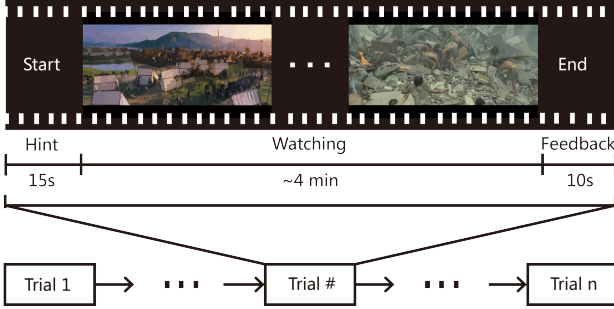 Start
End
Hint
Watching
Feedback
15s
~4 min
10s
Trial 1
Trial #
Trial n